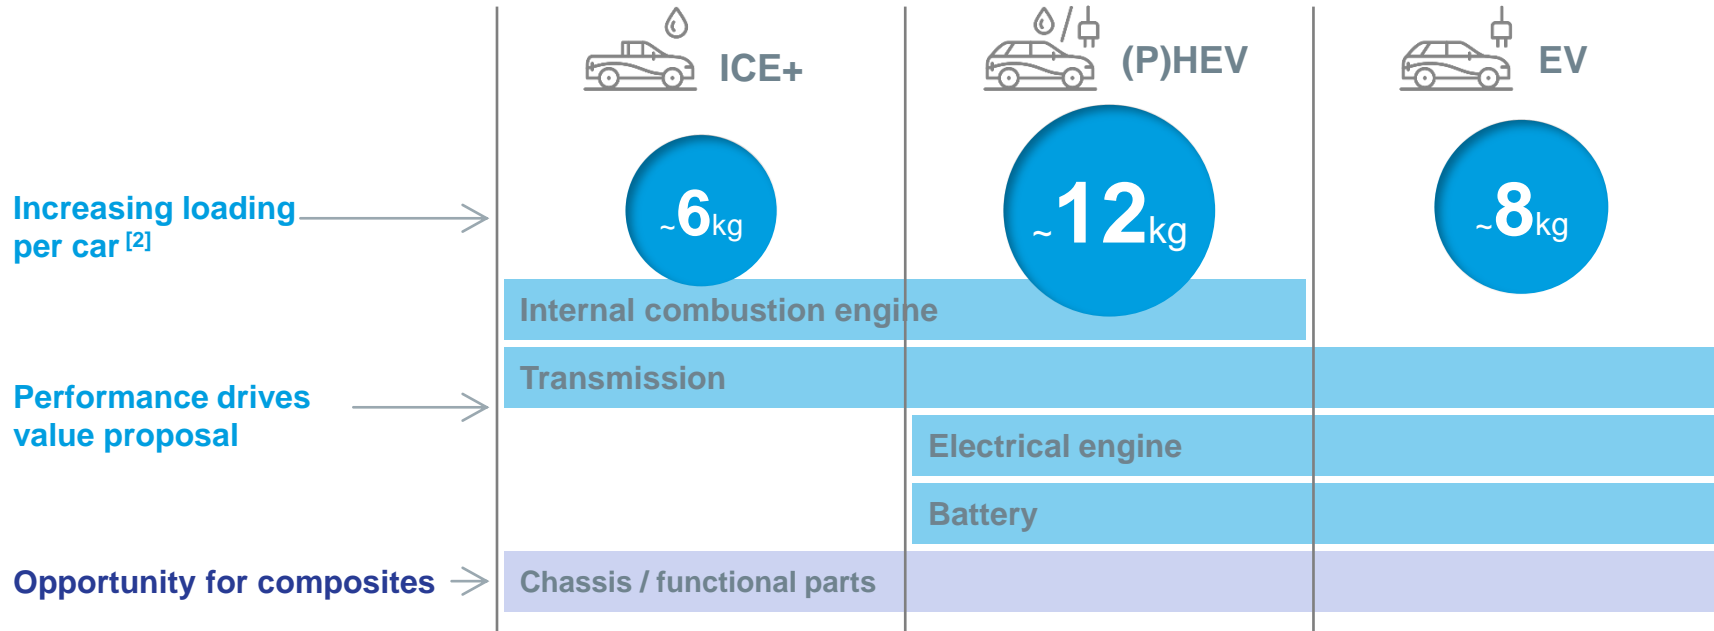 ICE+
(P)HEV
EV
Increasing loading
per car [2]
~6kg
~12kg
~8kg
Internal combustion engine
Transmission
Performance drives
value proposal
Electrical engine
Battery
Opportunity for composites
Chassis / functional parts